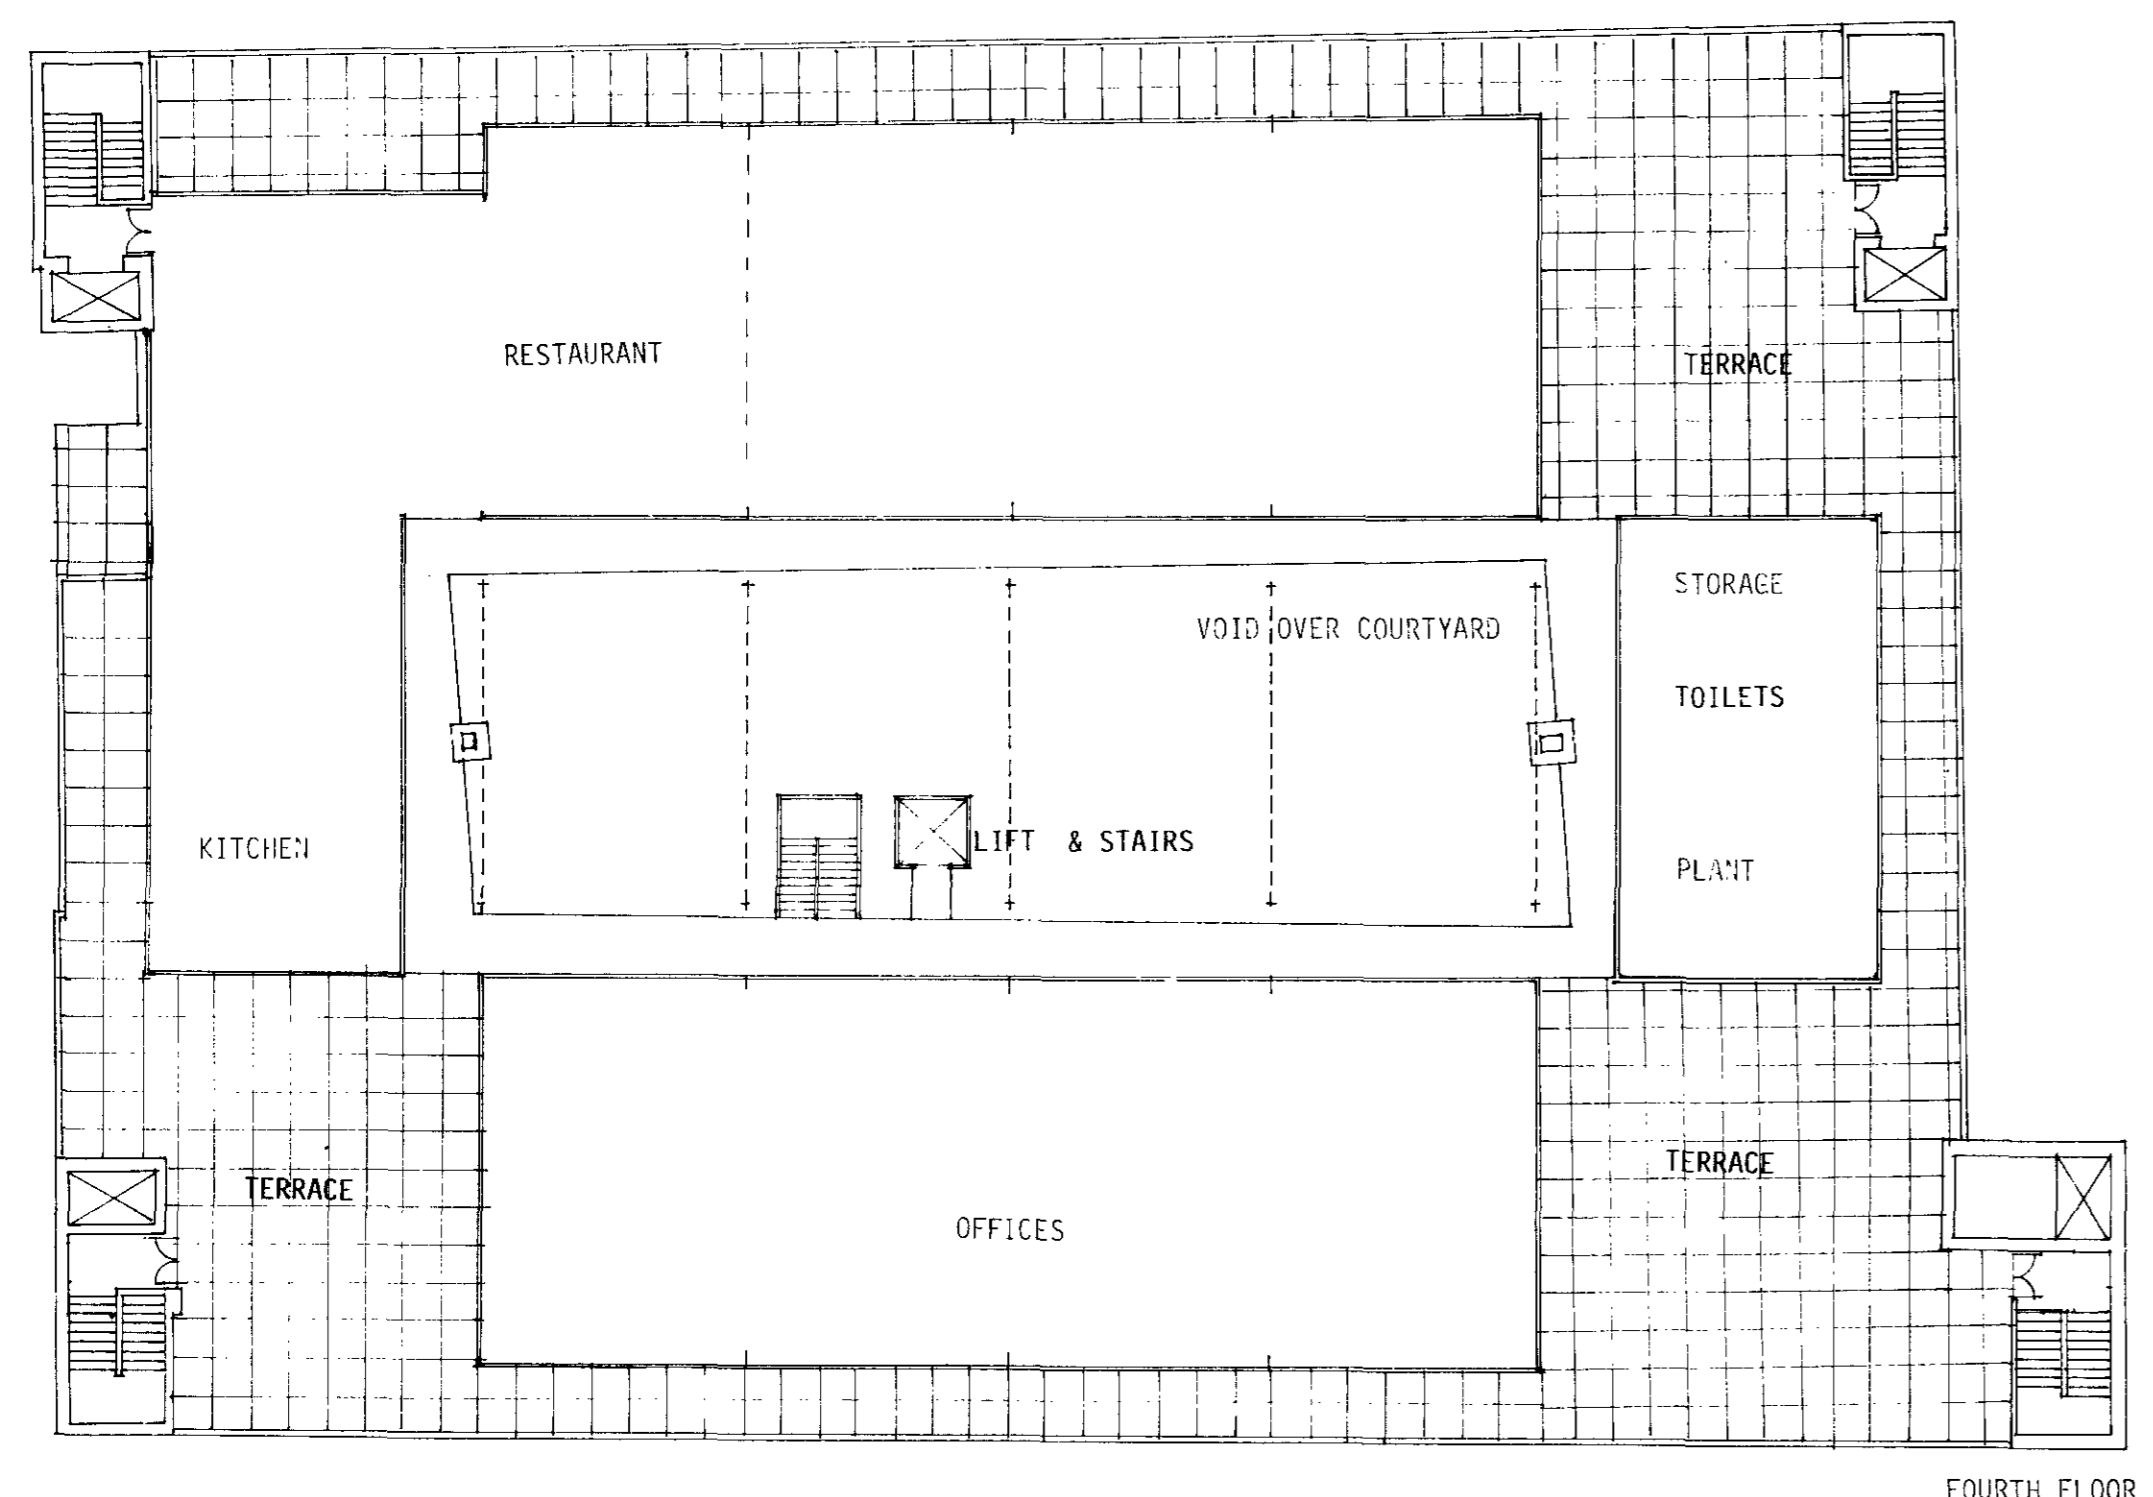 RESTAURANT
TERRACE
STORAGE
VOID OVER COURTYARD
TOILETS
LIFT & STAIRS
KITCHEN
PLANT
TERRACE
TERRACE
OFFICES
FOURTH FLOOR